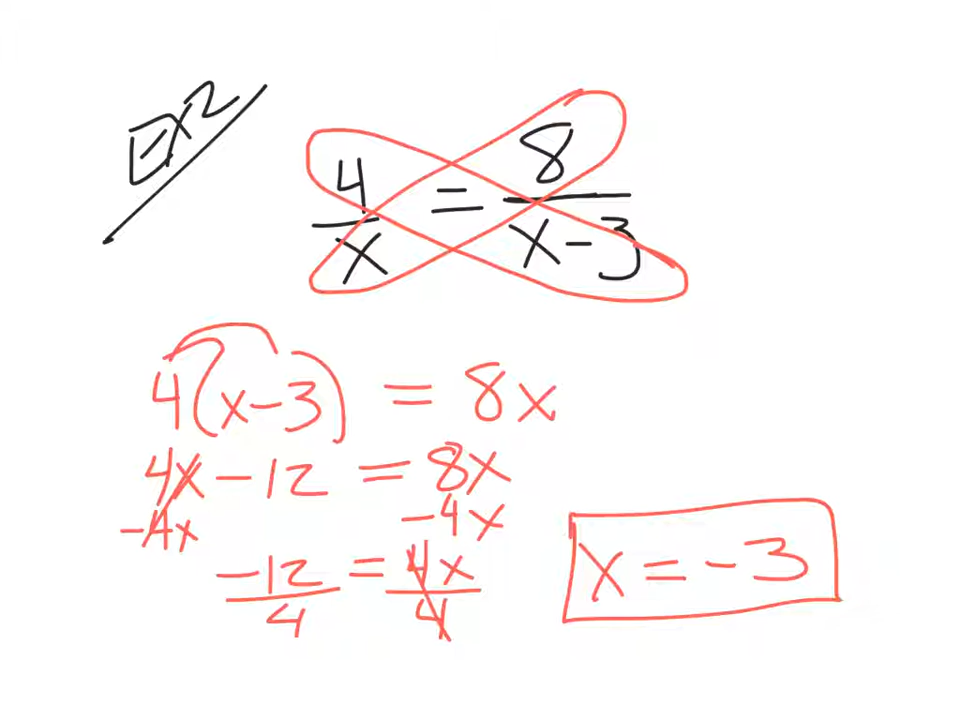 Ex2
4/x = 8/(x-3)
4(x-3) = 8x
4x - 12 = 8x
-4x -4x
-12/4 = 4x/4
x = -3